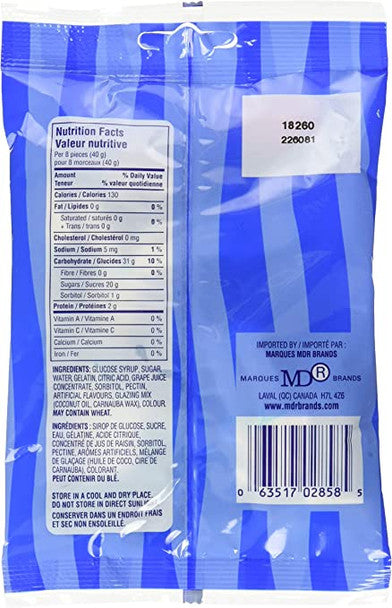 18260
226081
Nutrition Facts
Valeur nutritive
Per 8 pieces (40 g)
pour 8 morceaux (40 g)
Amount % Daily Value
Teneur % valeur quotidienne
Calories / Calories 130
Fat / Lipides 0 g 0 %
Saturated / saturés 0 g
+ Trans / trans 0 g 0 %
Cholesterol / Cholestérol 0 mg
Sodium / Sodium 5 mg 1 %
Carbohydrate / Glucides 31 g 10 %
Fibre / Fibres 0 g 0 %
Sugars / Sucres 20 g
Sorbitol / Sorbitol 1 g
Protein / Protéines 2 g
Vitamin A / Vitamine A 0 %
Vitamin C / Vitamine C 0 %
Calcium / Calcium 0 %
Iron / Fer 0 %
INGREDIENTS: GLUCOSE SYRUP, SUGAR,
WATER, GELATIN, CITRIC ACID, GRAPE JUICE
CONCENTRATE, SORBITOL, PECTIN,
ARTIFICIAL FLAVOURS, GLAZING MIX
(COCONUT OIL, CARNAUBA WAX), COLOUR.
MAY CONTAIN WHEAT.
INGRÉDIENTS : SIROP DE GLUCOSE, SUCRE,
EAU, GÉLATINE, ACIDE CITRIQUE,
CONCENTRÉ DE JUS DE RAISIN, SORBITOL,
PECTINE, ARÔMES ARTIFICIELS, MÉLANGE
DE GLAÇAGE (HUILE DE COCO, CIRE DE
CARNAUBA), COLORANT.
PEUT CONTENIR DU BLÉ.
STORE IN A COOL AND DRY PLACE.
DO NOT STORE IN DIRECT SUNLIGHT.
CONSERVER DANS UN ENDROIT FRAIS
ET SEC NON ENSOLEILLÉ.
IMPORTED BY / IMPORTÉ PAR :
MARQUES MDR BRANDS
MARQUES MD® BRANDS
LAVAL (QC) CANADA H7L 4Z6
www.mdrbrands.com
0 63517 02858 5